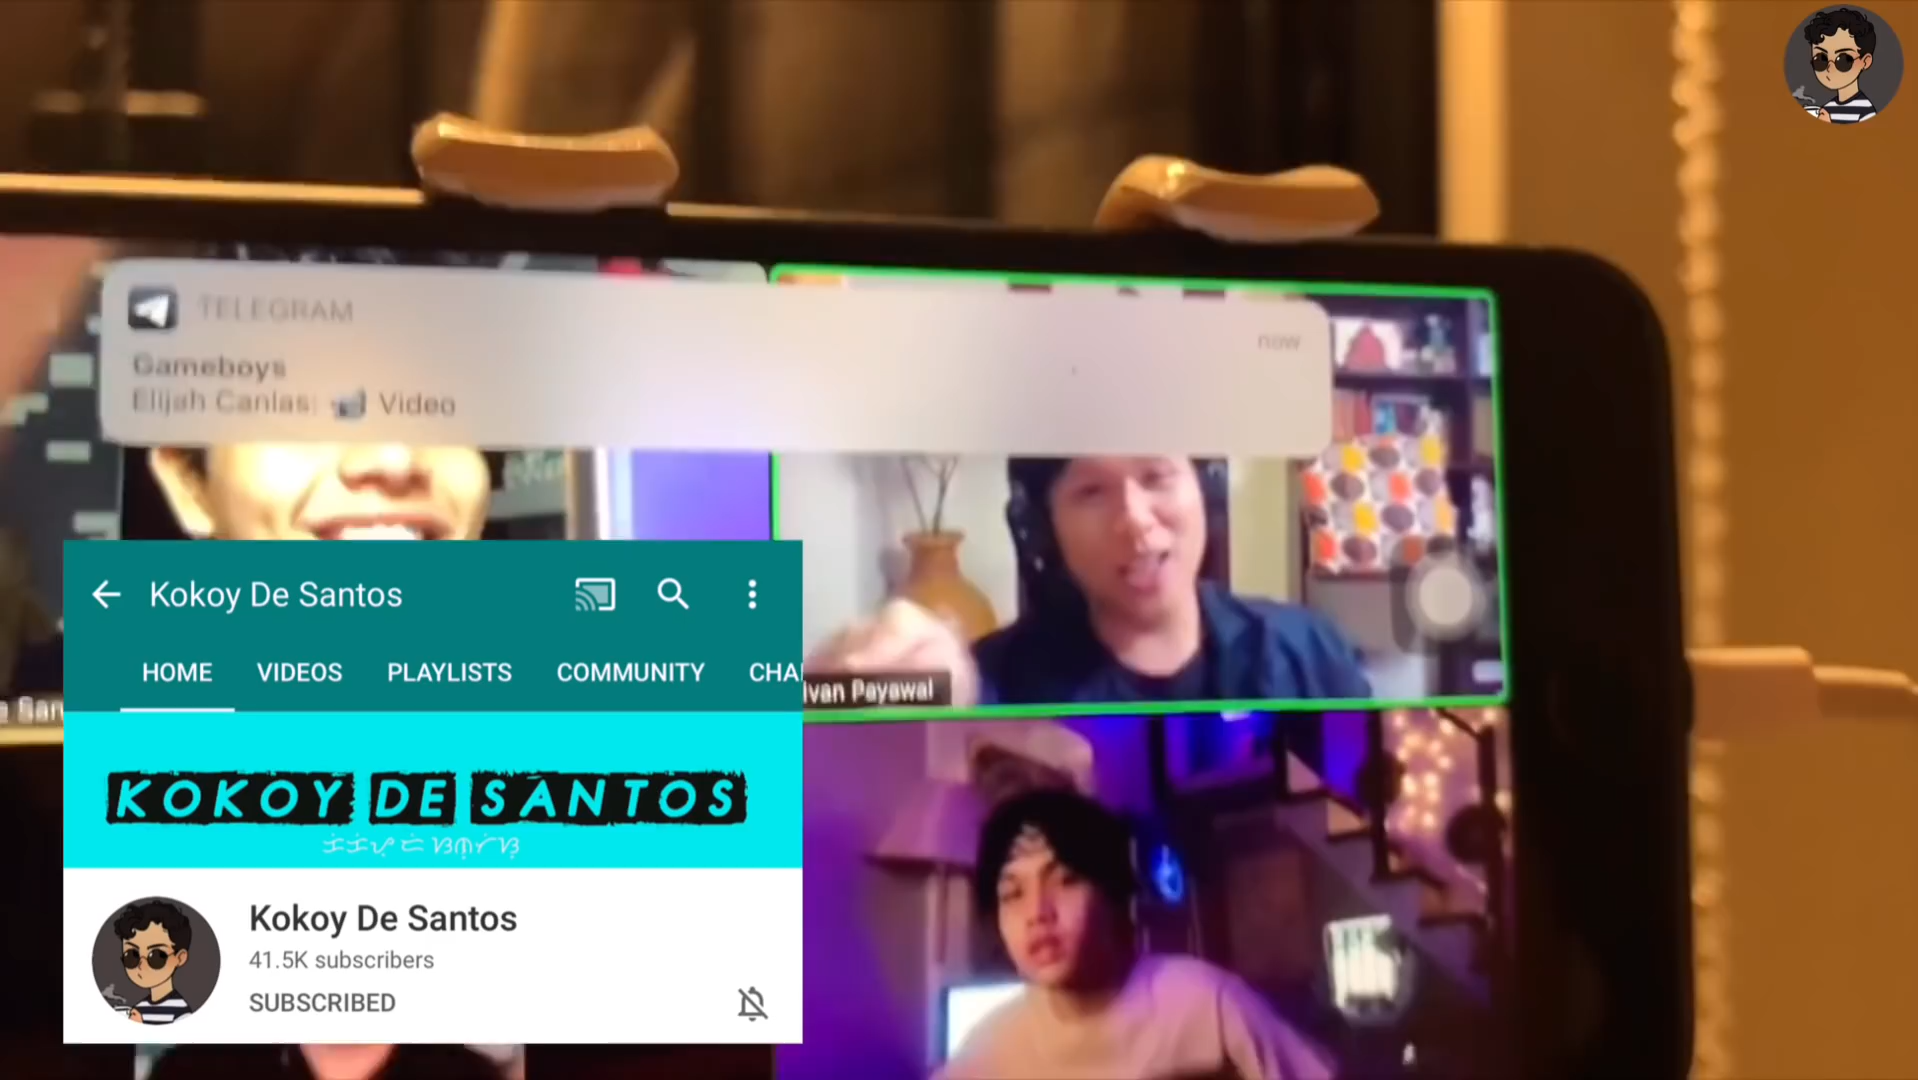 TELEGRAM
now
Gameboys
Elijah Canlas: Video
Kokoy De Santos
HOME VIDEOS PLAYLISTS COMMUNITY CHA
Ivan Payawal
KOKOY DE SANTOS
Kokoy De Santos
41.5K subscribers
SUBSCRIBED